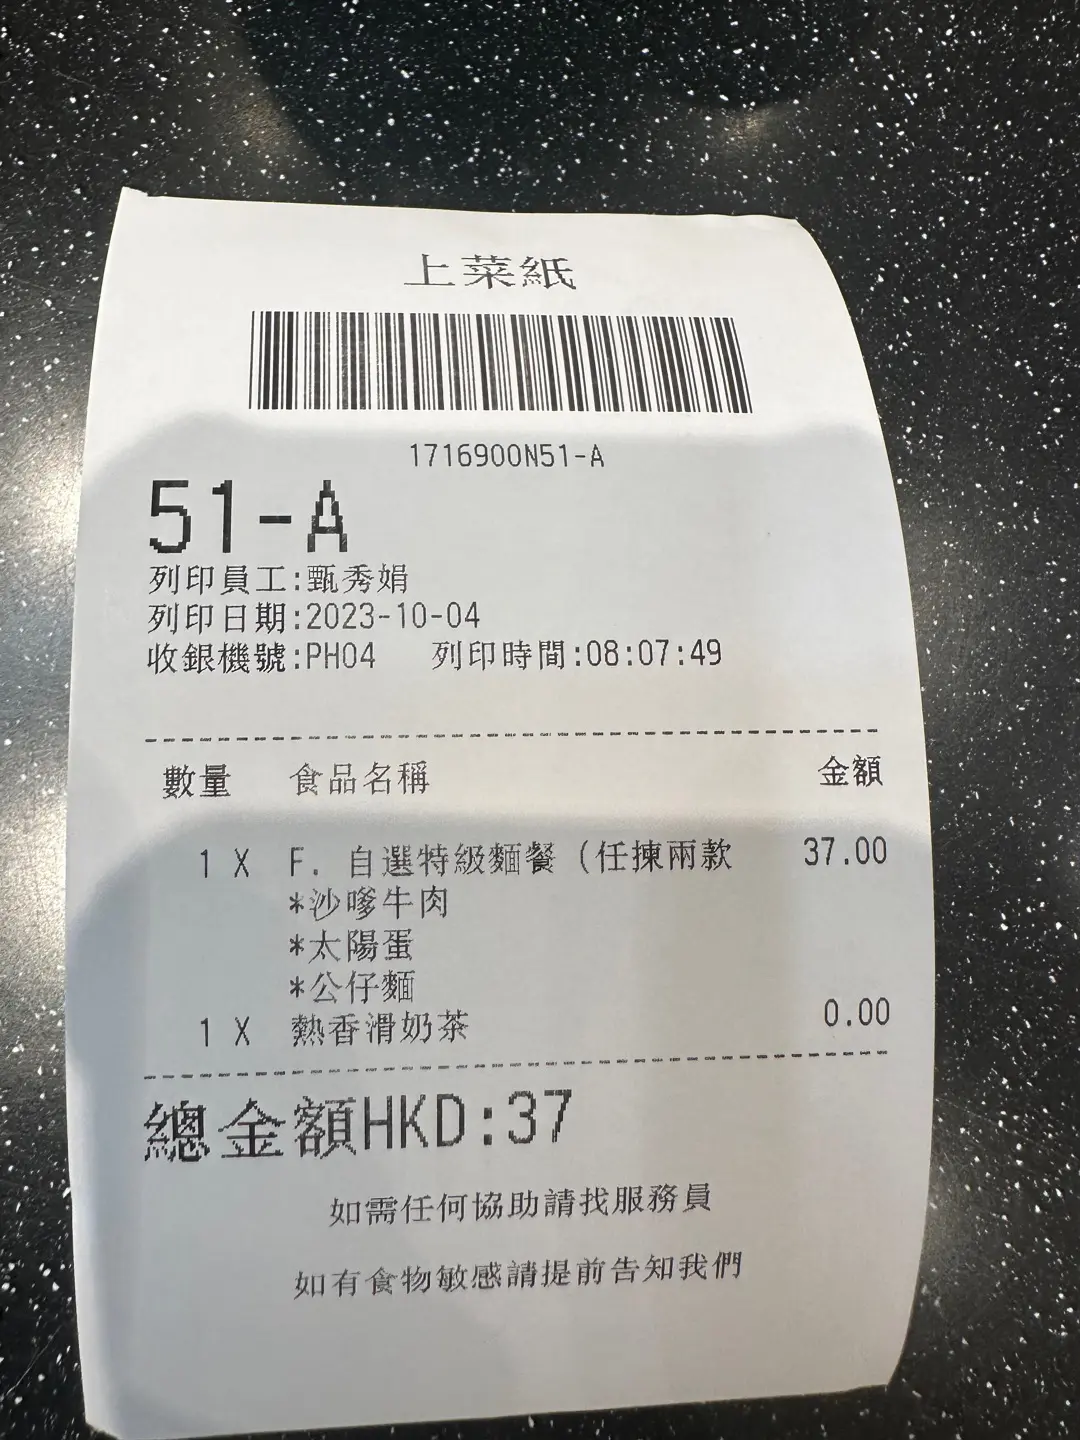 上菜紙
1716900N51-A
51-A
列印員工:甄秀娟
列印日期:2023-10-04
收銀機號:PH04 列印時間:08:07:49
數量 食品名稱 金額
1 X F. 自選特級麵餐 (任揀兩款 37.00
*沙嗲牛肉
*太陽蛋
*公仔麵
1 X 熱香滑奶茶 0.00
總金額HKD:37
如需任何協助請找服務員
如有食物敏感請提前告知我們